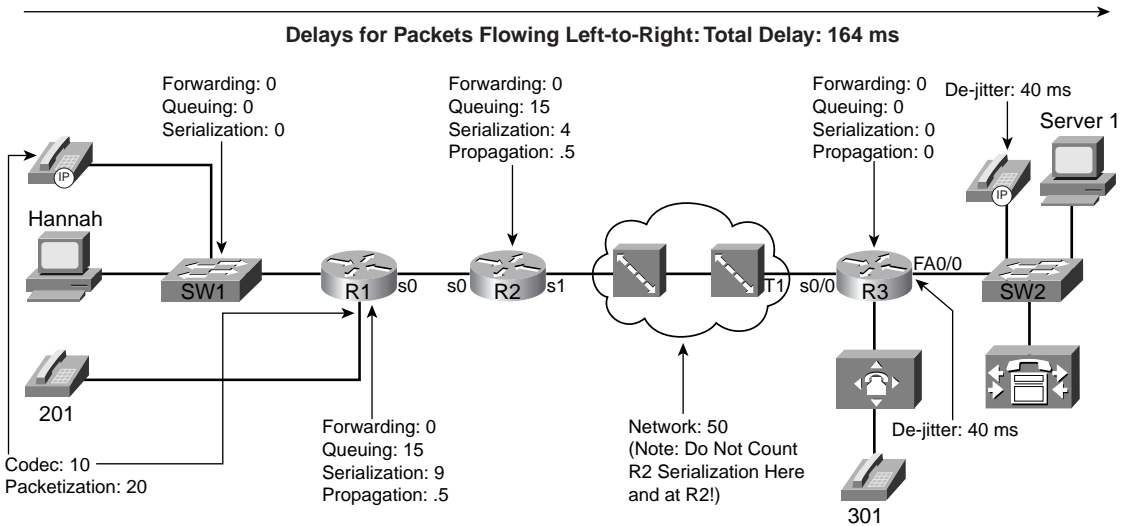 Delays for Packets Flowing Left-to-Right: Total Delay: 164 ms
Forwarding: 0
Queuing: 0
Serialization: 0
Forwarding: 0
Queuing: 15
Serialization: 4
Propagation: .5
Forwarding: 0
Queuing: 0
Serialization: 0
Propagation: 0
De-jitter: 40 ms
Server 1
IP
IP
Hannah
SW1
R1
s0
s0
R2
s1
T1
s0/0
R3
FA0/0
SW2
201
Codec: 10
Packetization: 20
Forwarding: 0
Queuing: 15
Serialization: 9
Propagation: .5
Network: 50
(Note: Do Not Count
R2 Serialization Here
and at R2!)
De-jitter: 40 ms
301